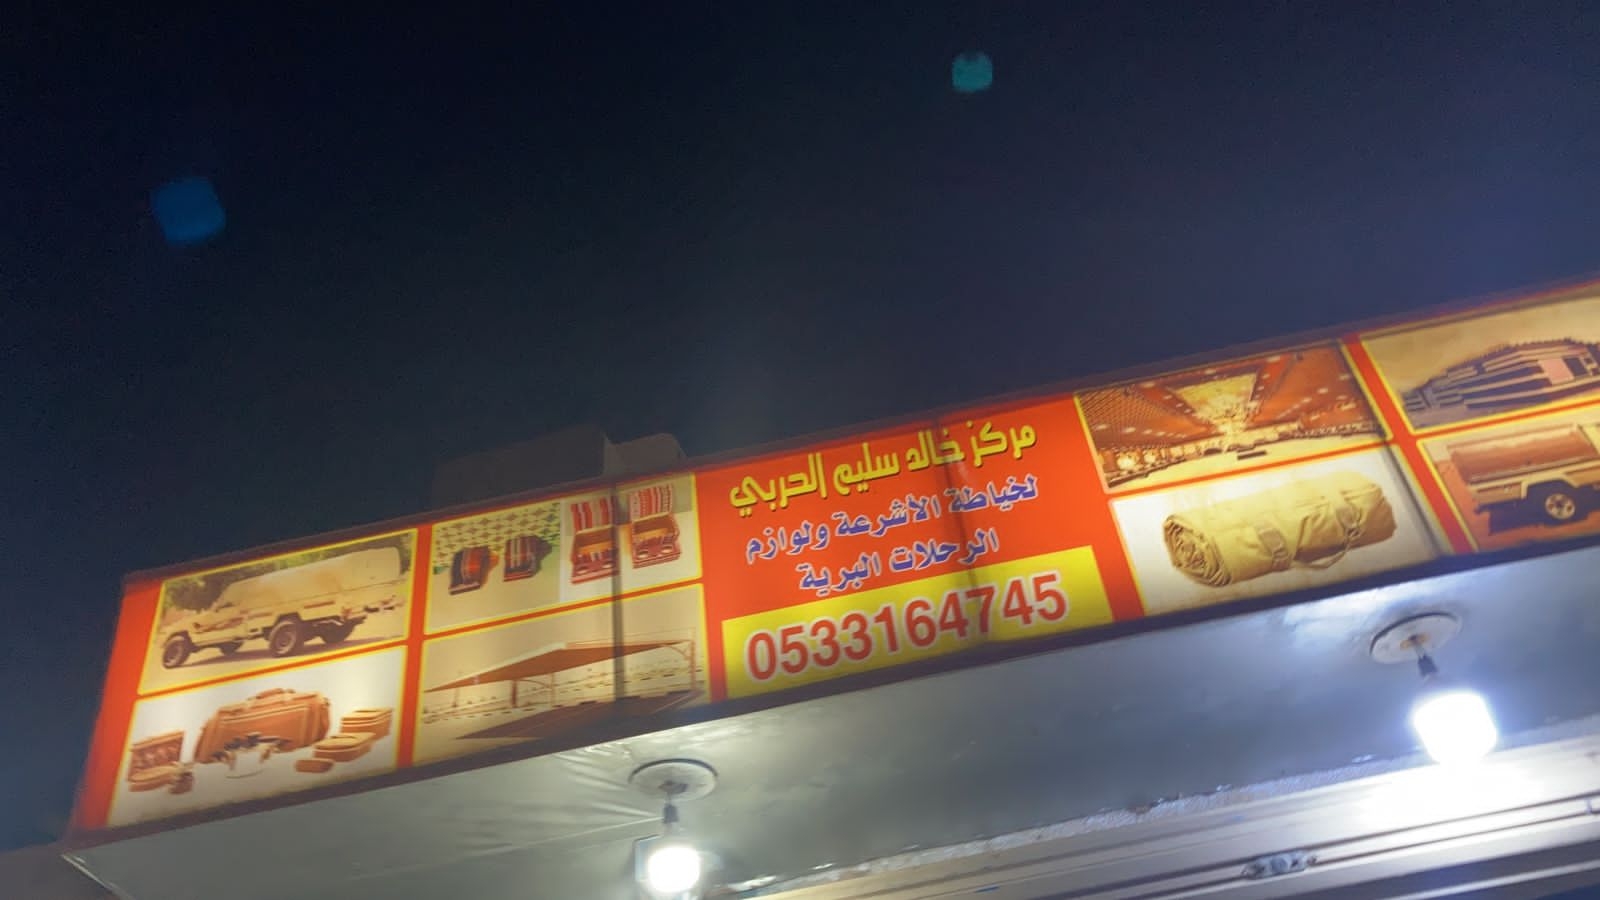 مركز خالد سليم الحربي
لخياطة الأشرعة ولوازم
الرحلات البرية
0533164745